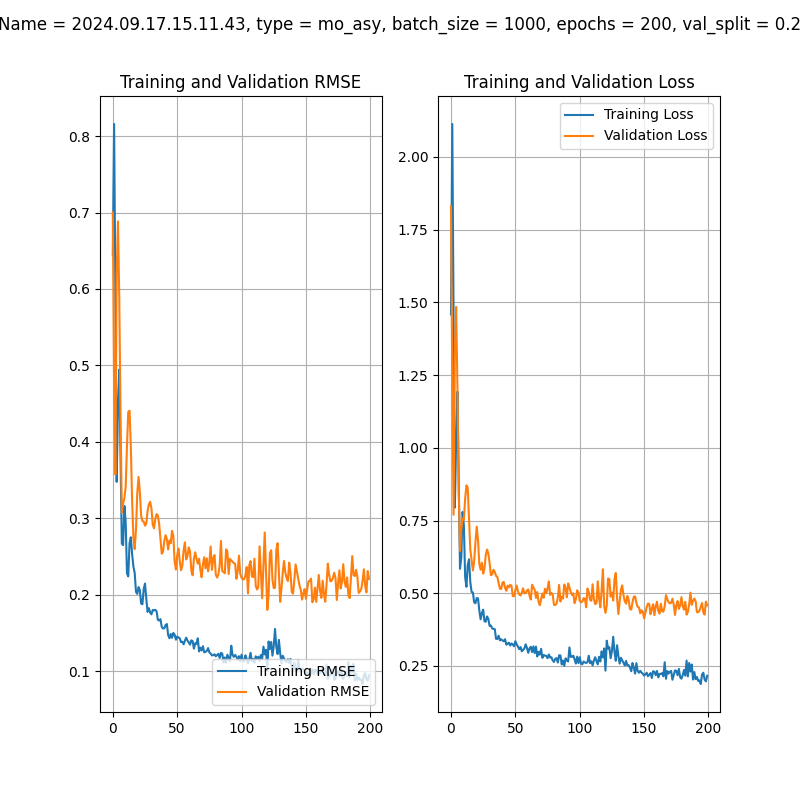 Name = 2024.09.17.15.11.43, type = mo_asy, batch_size = 1000, epochs = 200, val_split = 0.2
Training and Validation RMSE
0.8
0.7
0.6
0.5
0.4
0.3
0.2
0.1
0 50 100 150 200
Training RMSE
Validation RMSE
Training and Validation Loss
Training Loss
Validation Loss
2.00
1.75
1.50
1.25
1.00
0.75
0.50
0.25
0 50 100 150 200